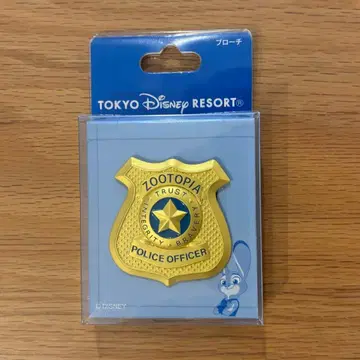 ブローチ
TOKYO Disney RESORT®
ZOOTOPIA
TRUST
INTEGRITY
BRAVERY
POLICE OFFICER
© DISNEY